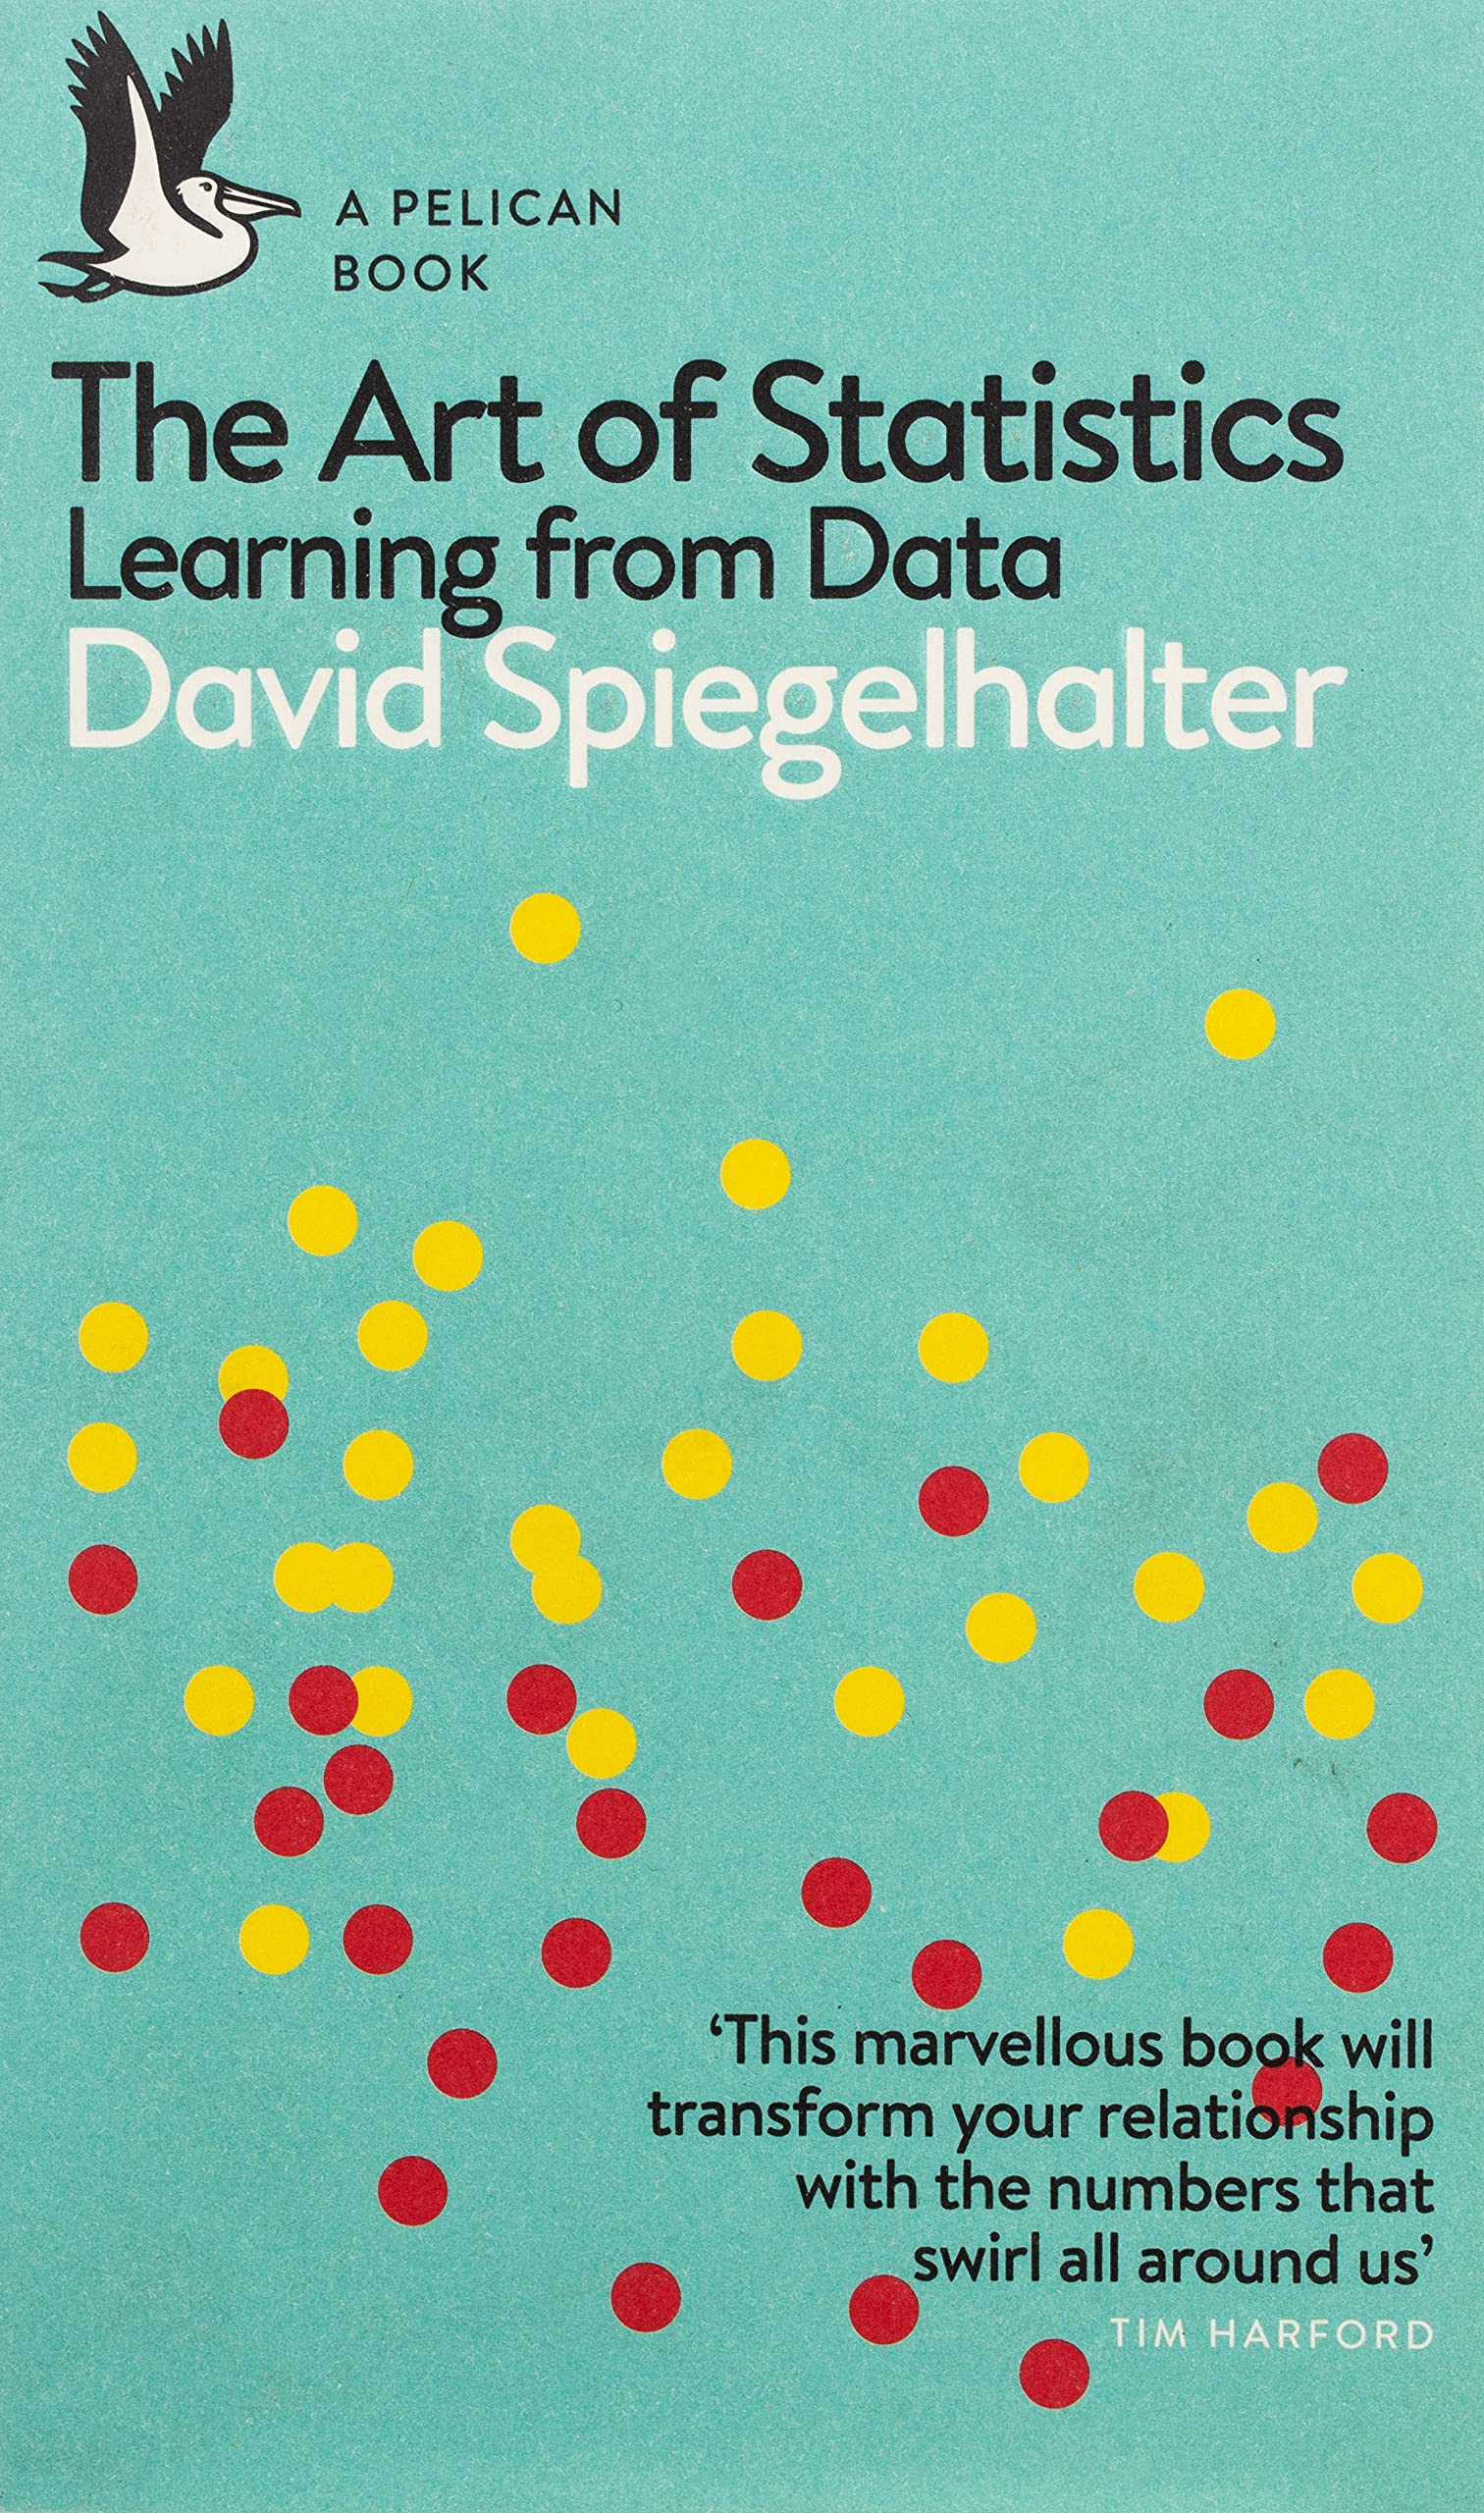 A PELICAN
BOOK
The Art of Statistics
Learning from Data
David Spiegelhalter
‘This marvellous book will
transform your relationship
with the numbers that
swirl all around us’
TIM HARFORD